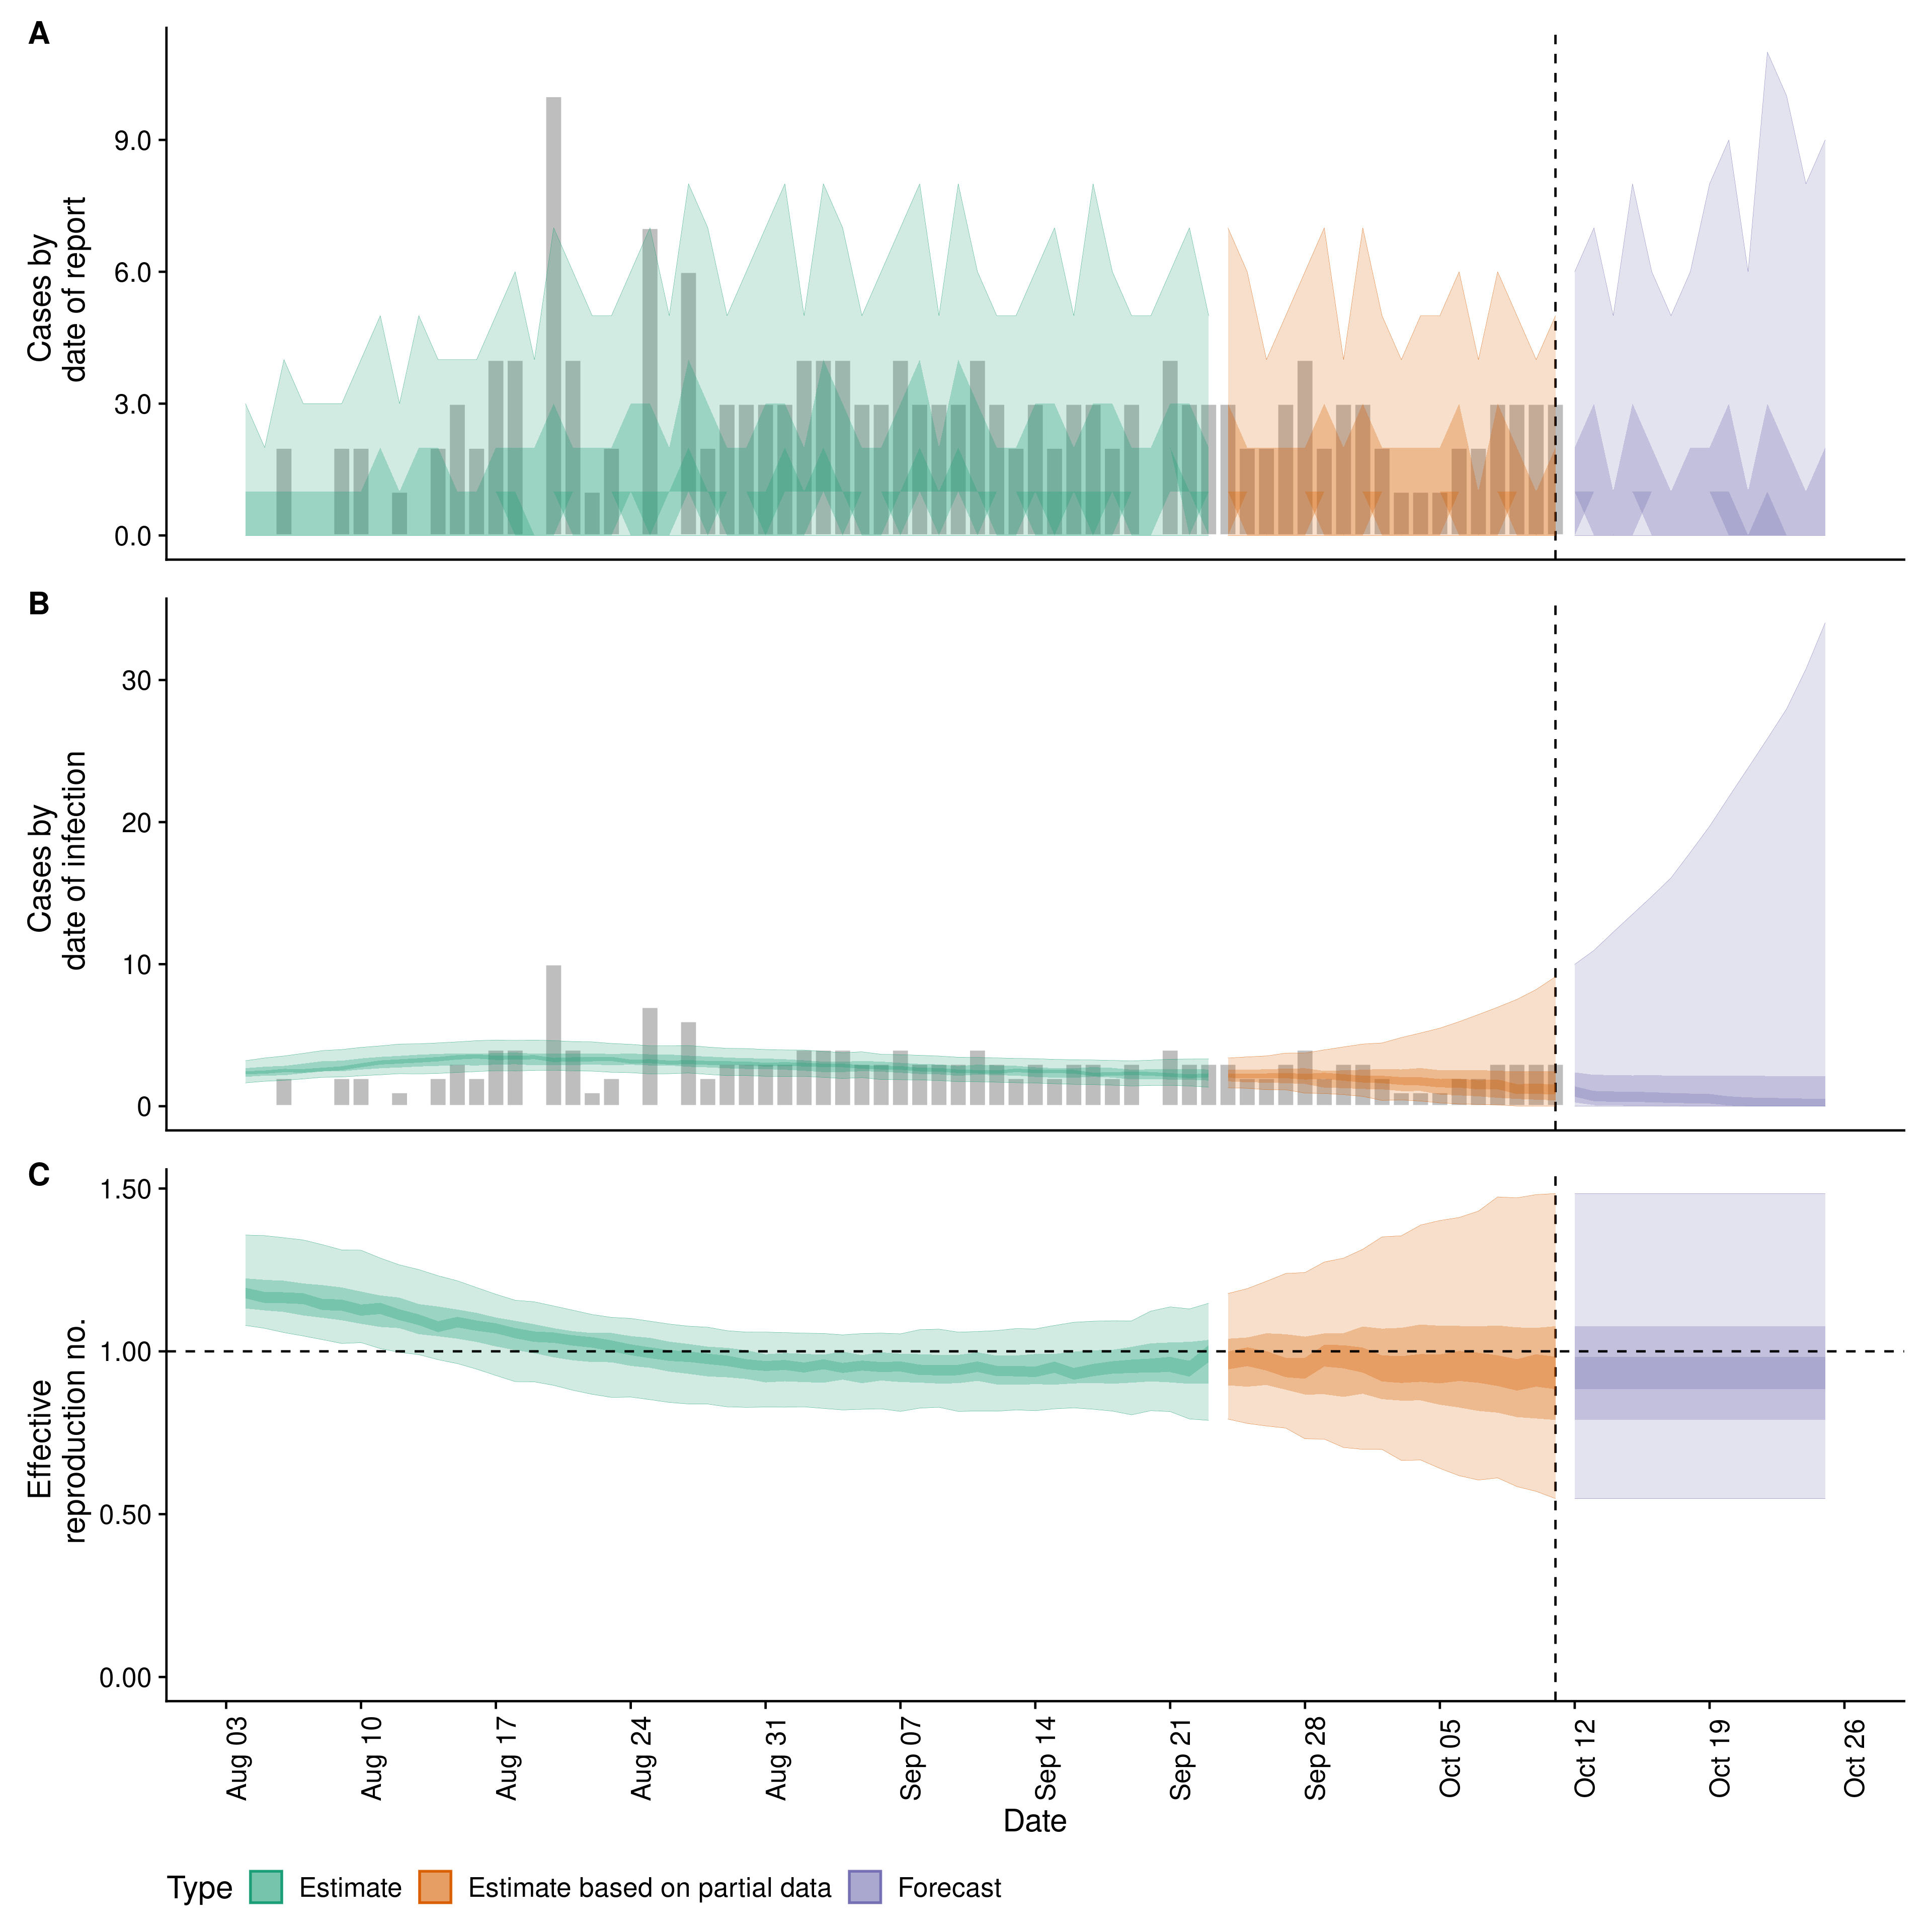 A
Cases by
date of report
9.0
6.0
3.0
0.0
B
Cases by
date of infection
30
20
10
0
C
Effective
reproduction no.
1.50
1.00
0.50
0.00
Aug 03
Aug 10
Aug 17
Aug 24
Aug 31
Sep 07
Sep 14
Sep 21
Sep 28
Oct 05
Oct 12
Oct 19
Oct 26
Date
Type Estimate Estimate based on partial data Forecast